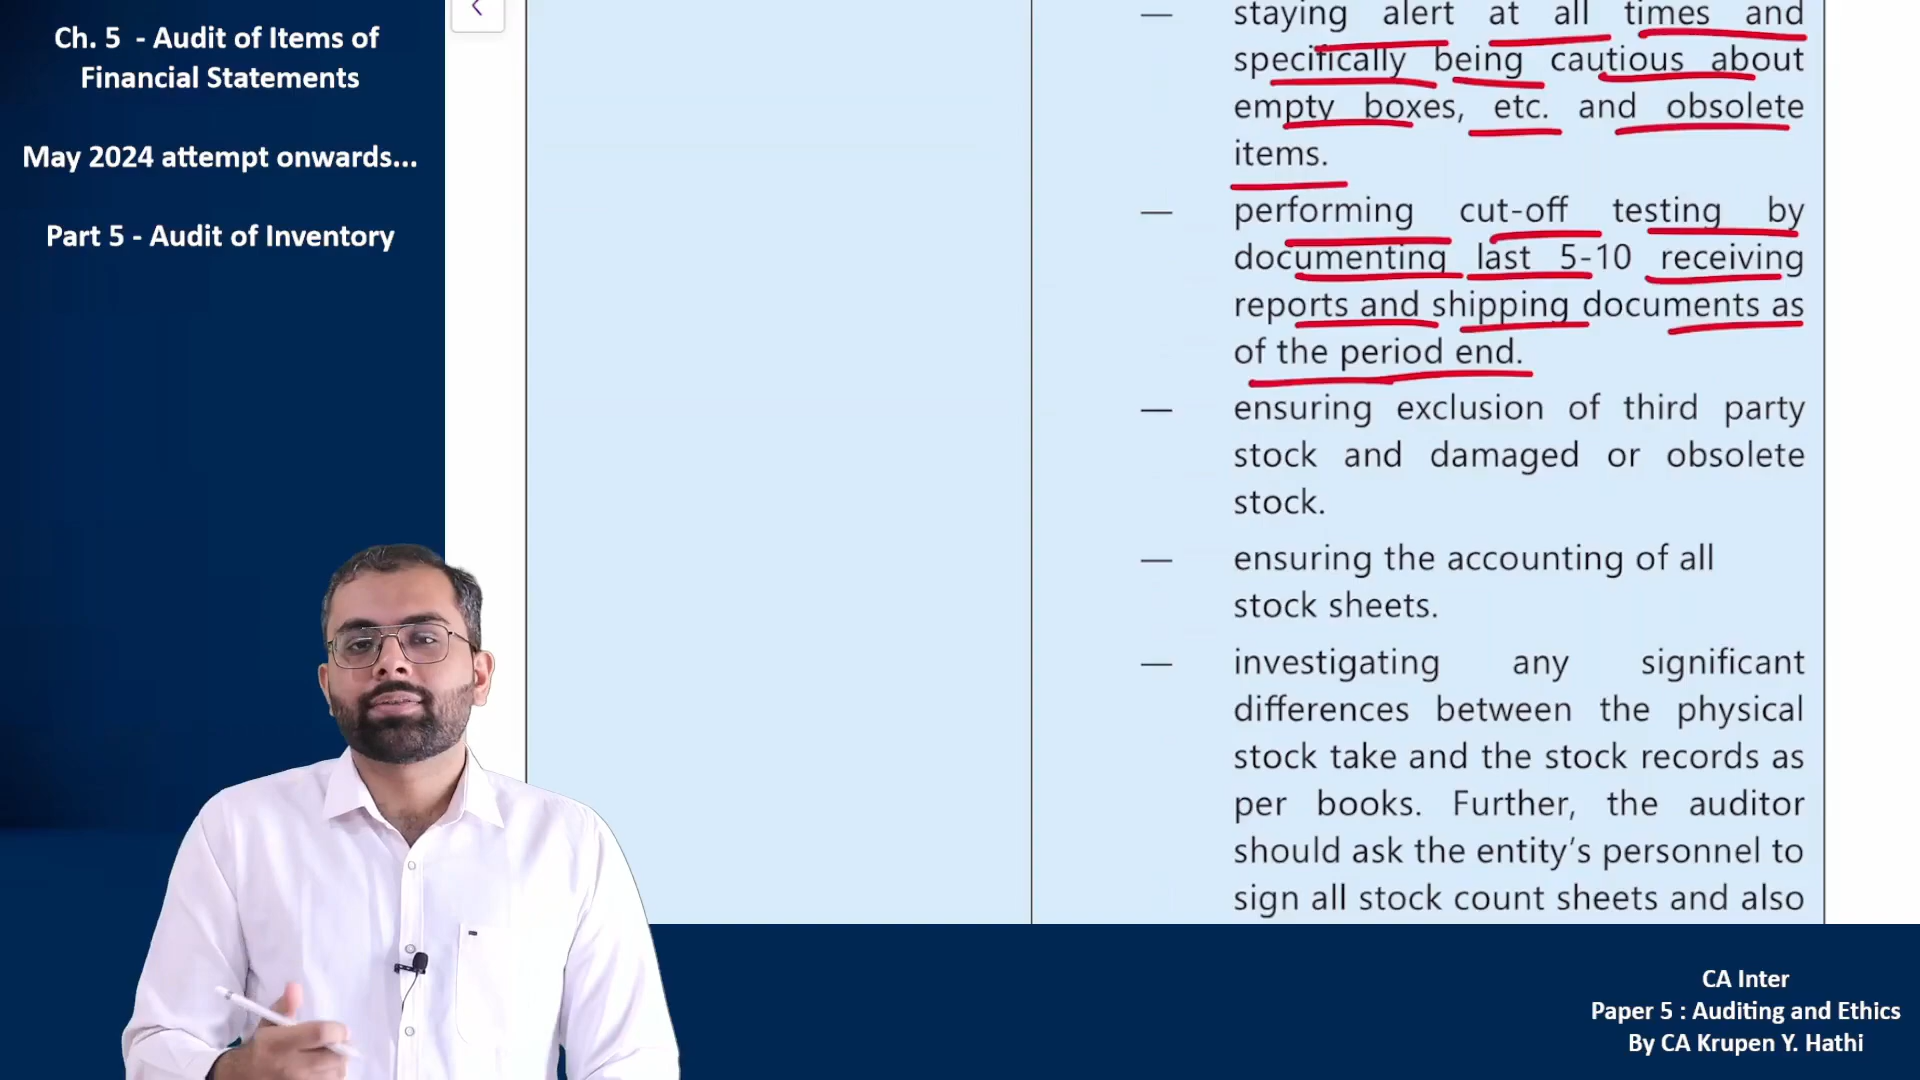 Ch. 5 - Audit of Items of
Financial Statements
May 2024 attempt onwards...
Part 5 - Audit of Inventory
— staying alert at all times and
specifically being cautious about
empty boxes, etc. and obsolete
items.
— performing cut-off testing by
documenting last 5-10 receiving
reports and shipping documents as
of the period end.
— ensuring exclusion of third party
stock and damaged or obsolete
stock.
— ensuring the accounting of all
stock sheets.
— investigating any significant
differences between the physical
stock take and the stock records as
per books. Further, the auditor
should ask the entity’s personnel to
sign all stock count sheets and also
CA Inter
Paper 5 : Auditing and Ethics
By CA Krupen Y. Hathi